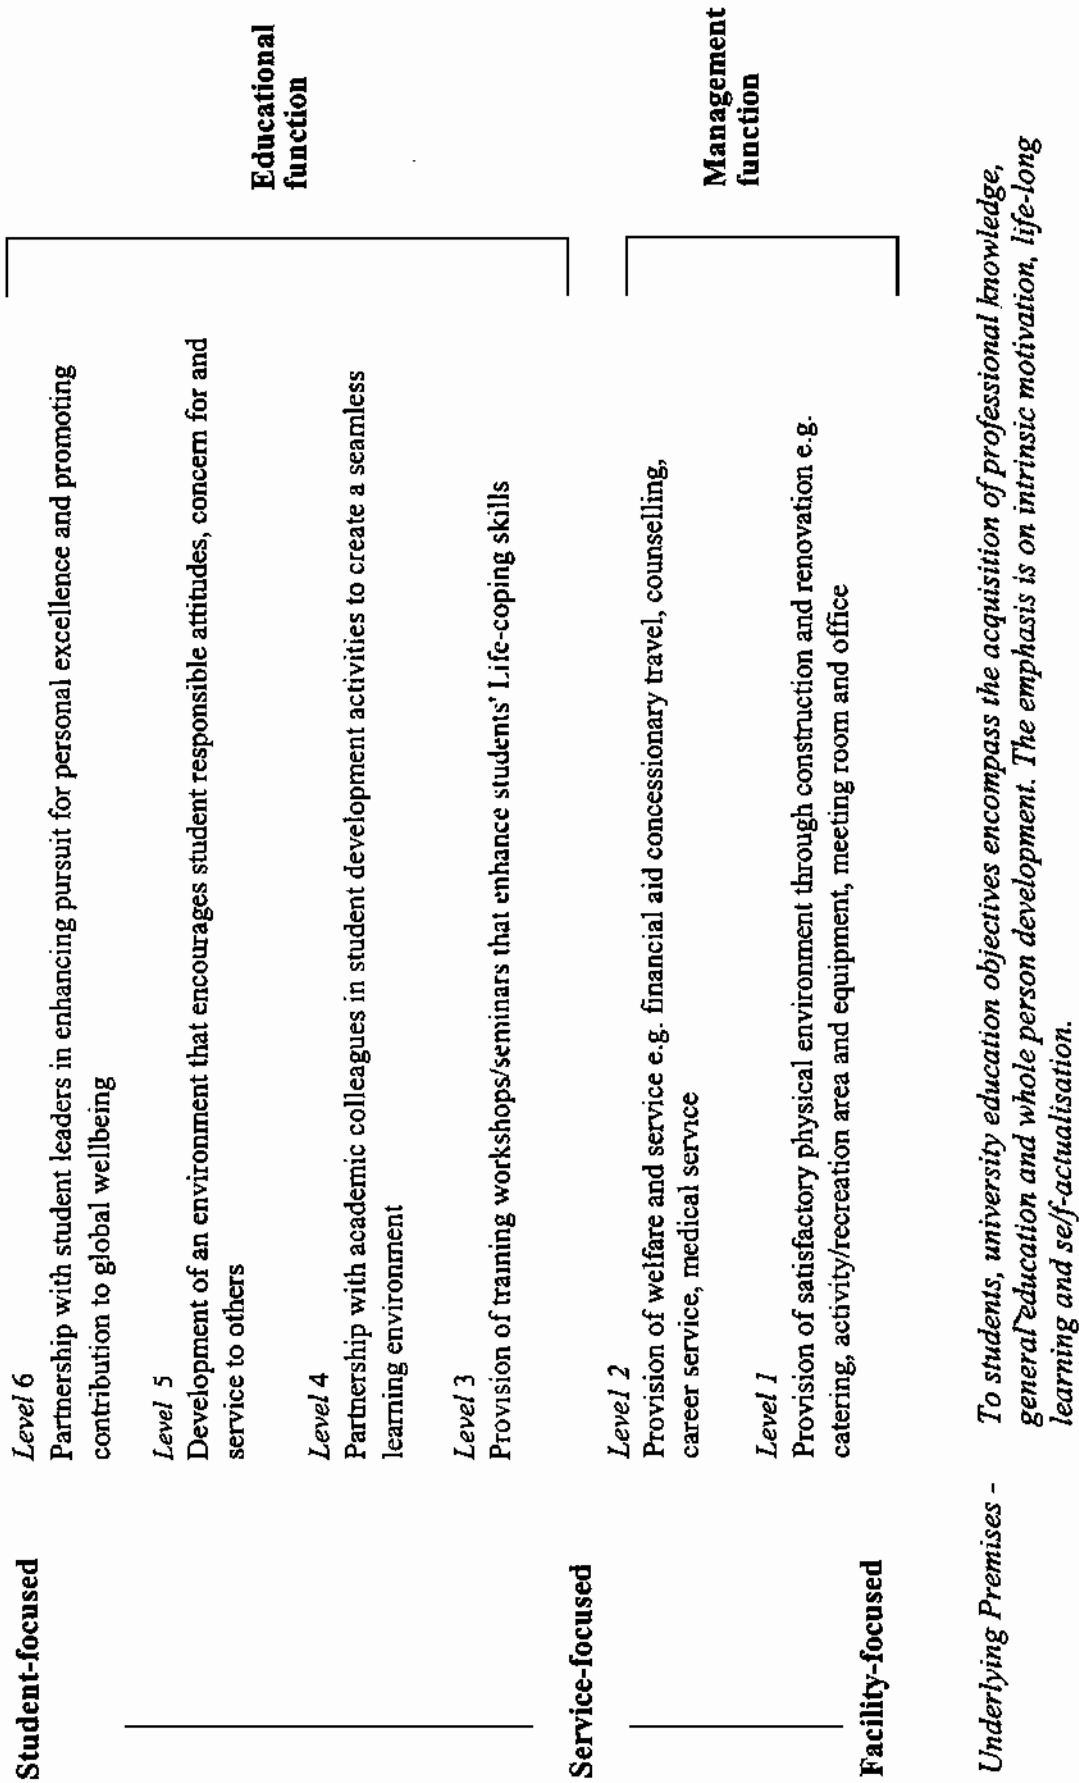 Student-focused
Level 6
Partnership with student leaders in enhancing pursuit for personal excellence and promoting
contribution to global wellbeing
Level 5
Development of an environment that encourages student responsible attitudes, concern for and
service to others
Level 4
Partnership with academic colleagues in student development activities to create a seamless
learning environment
Level 3
Provision of training workshops/seminars that enhance students' Life-coping skills
Educational
function
Service-focused
Level 2
Provision of welfare and service e.g. financial aid concessionary travel, counselling,
career service, medical service
Level 1
Provision of satisfactory physical environment through construction and renovation e.g.
catering, activity/recreation area and equipment, meeting room and office
Management
function
Facility-focused
Underlying Premises - To students, university education objectives encompass the acquisition of professional knowledge,
general education and whole person development. The emphasis is on intrinsic motivation, life-long
learning and self-actualisation.